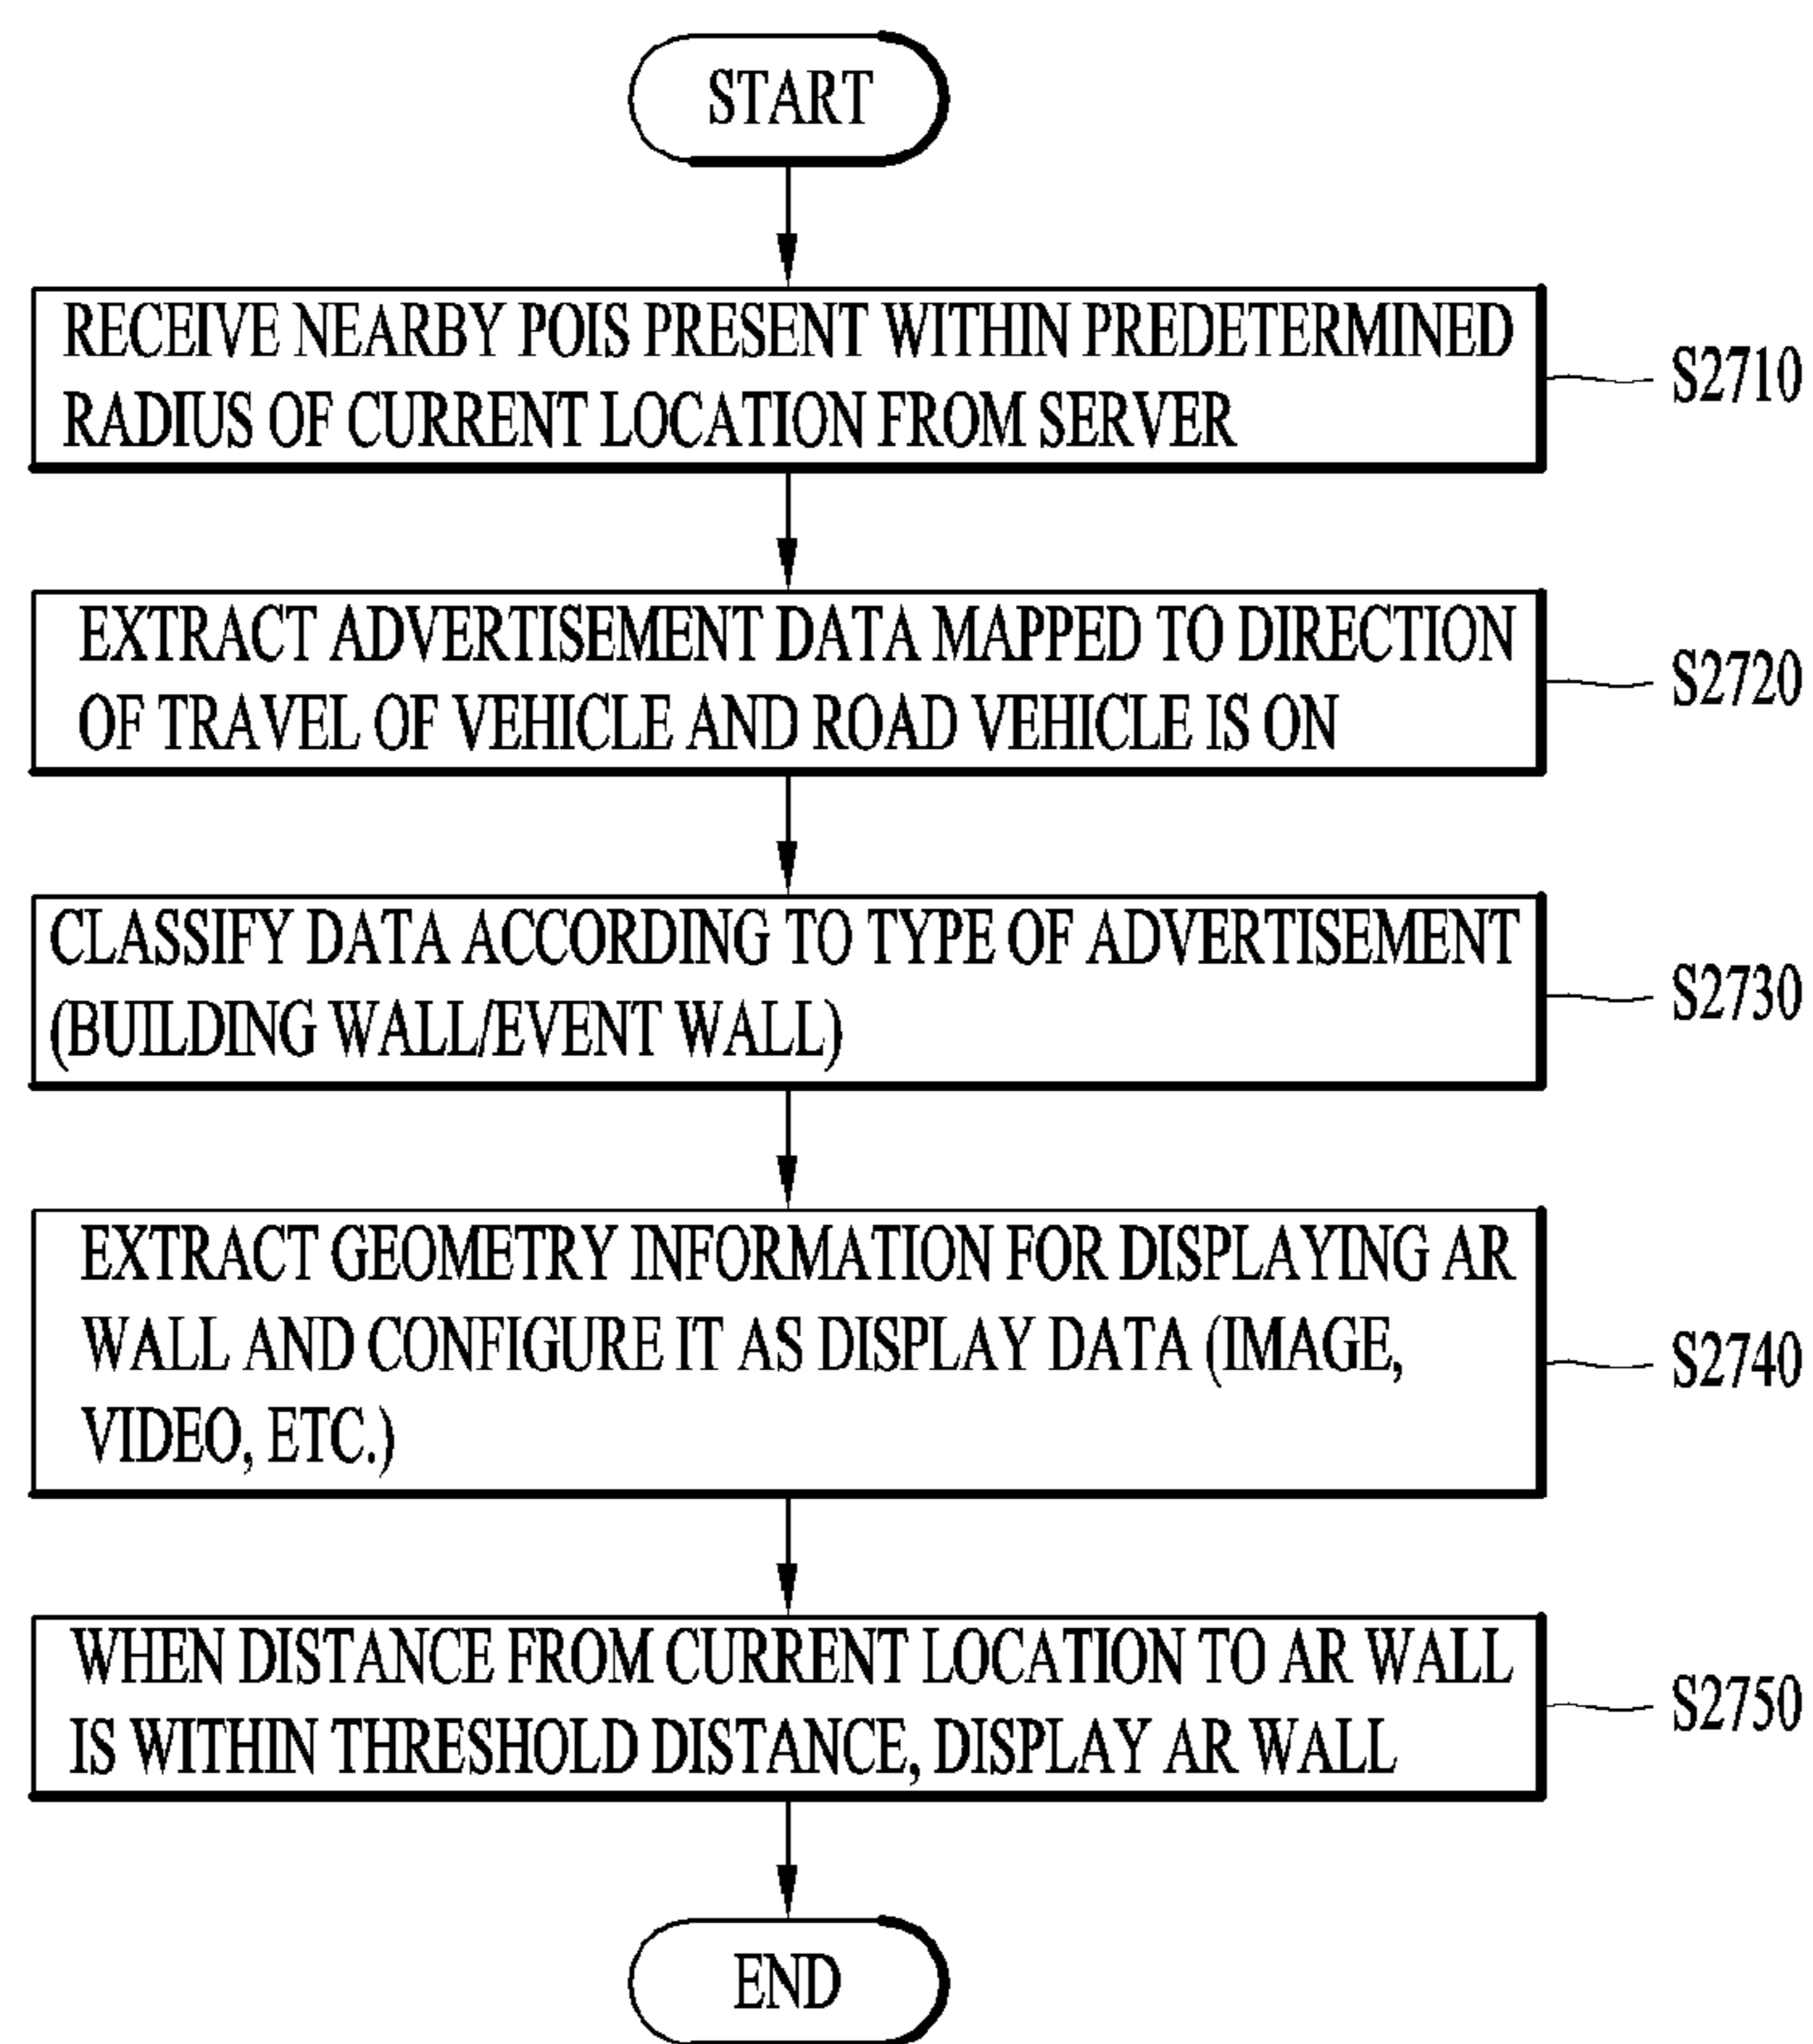 START
RECEIVE NEARBY POIS PRESENT WITHIN PREDETERMINED
RADIUS OF CURRENT LOCATION FROM SERVER
S2710
EXTRACT ADVERTISEMENT DATA MAPPED TO DIRECTION
OF TRAVEL OF VEHICLE AND ROAD VEHICLE IS ON
S2720
CLASSIFY DATA ACCORDING TO TYPE OF ADVERTISEMENT
(BUILDING WALL/EVENT WALL)
S2730
EXTRACT GEOMETRY INFORMATION FOR DISPLAYING AR
WALL AND CONFIGURE IT AS DISPLAY DATA (IMAGE,
VIDEO, ETC.)
S2740
WHEN DISTANCE FROM CURRENT LOCATION TO AR WALL
IS WITHIN THRESHOLD DISTANCE, DISPLAY AR WALL
S2750
END